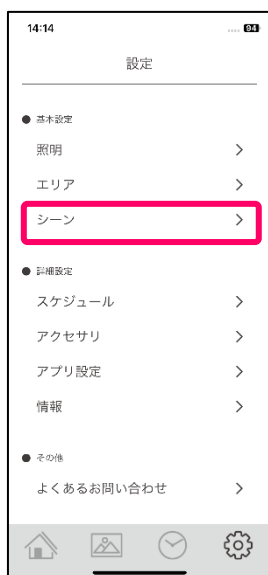 14:14 94
設定
● 基本設定
照明
エリア
シーン
● 詳細設定
スケジュール
アクセサリ
アプリ設定
情報
● その他
よくあるお問い合わせ